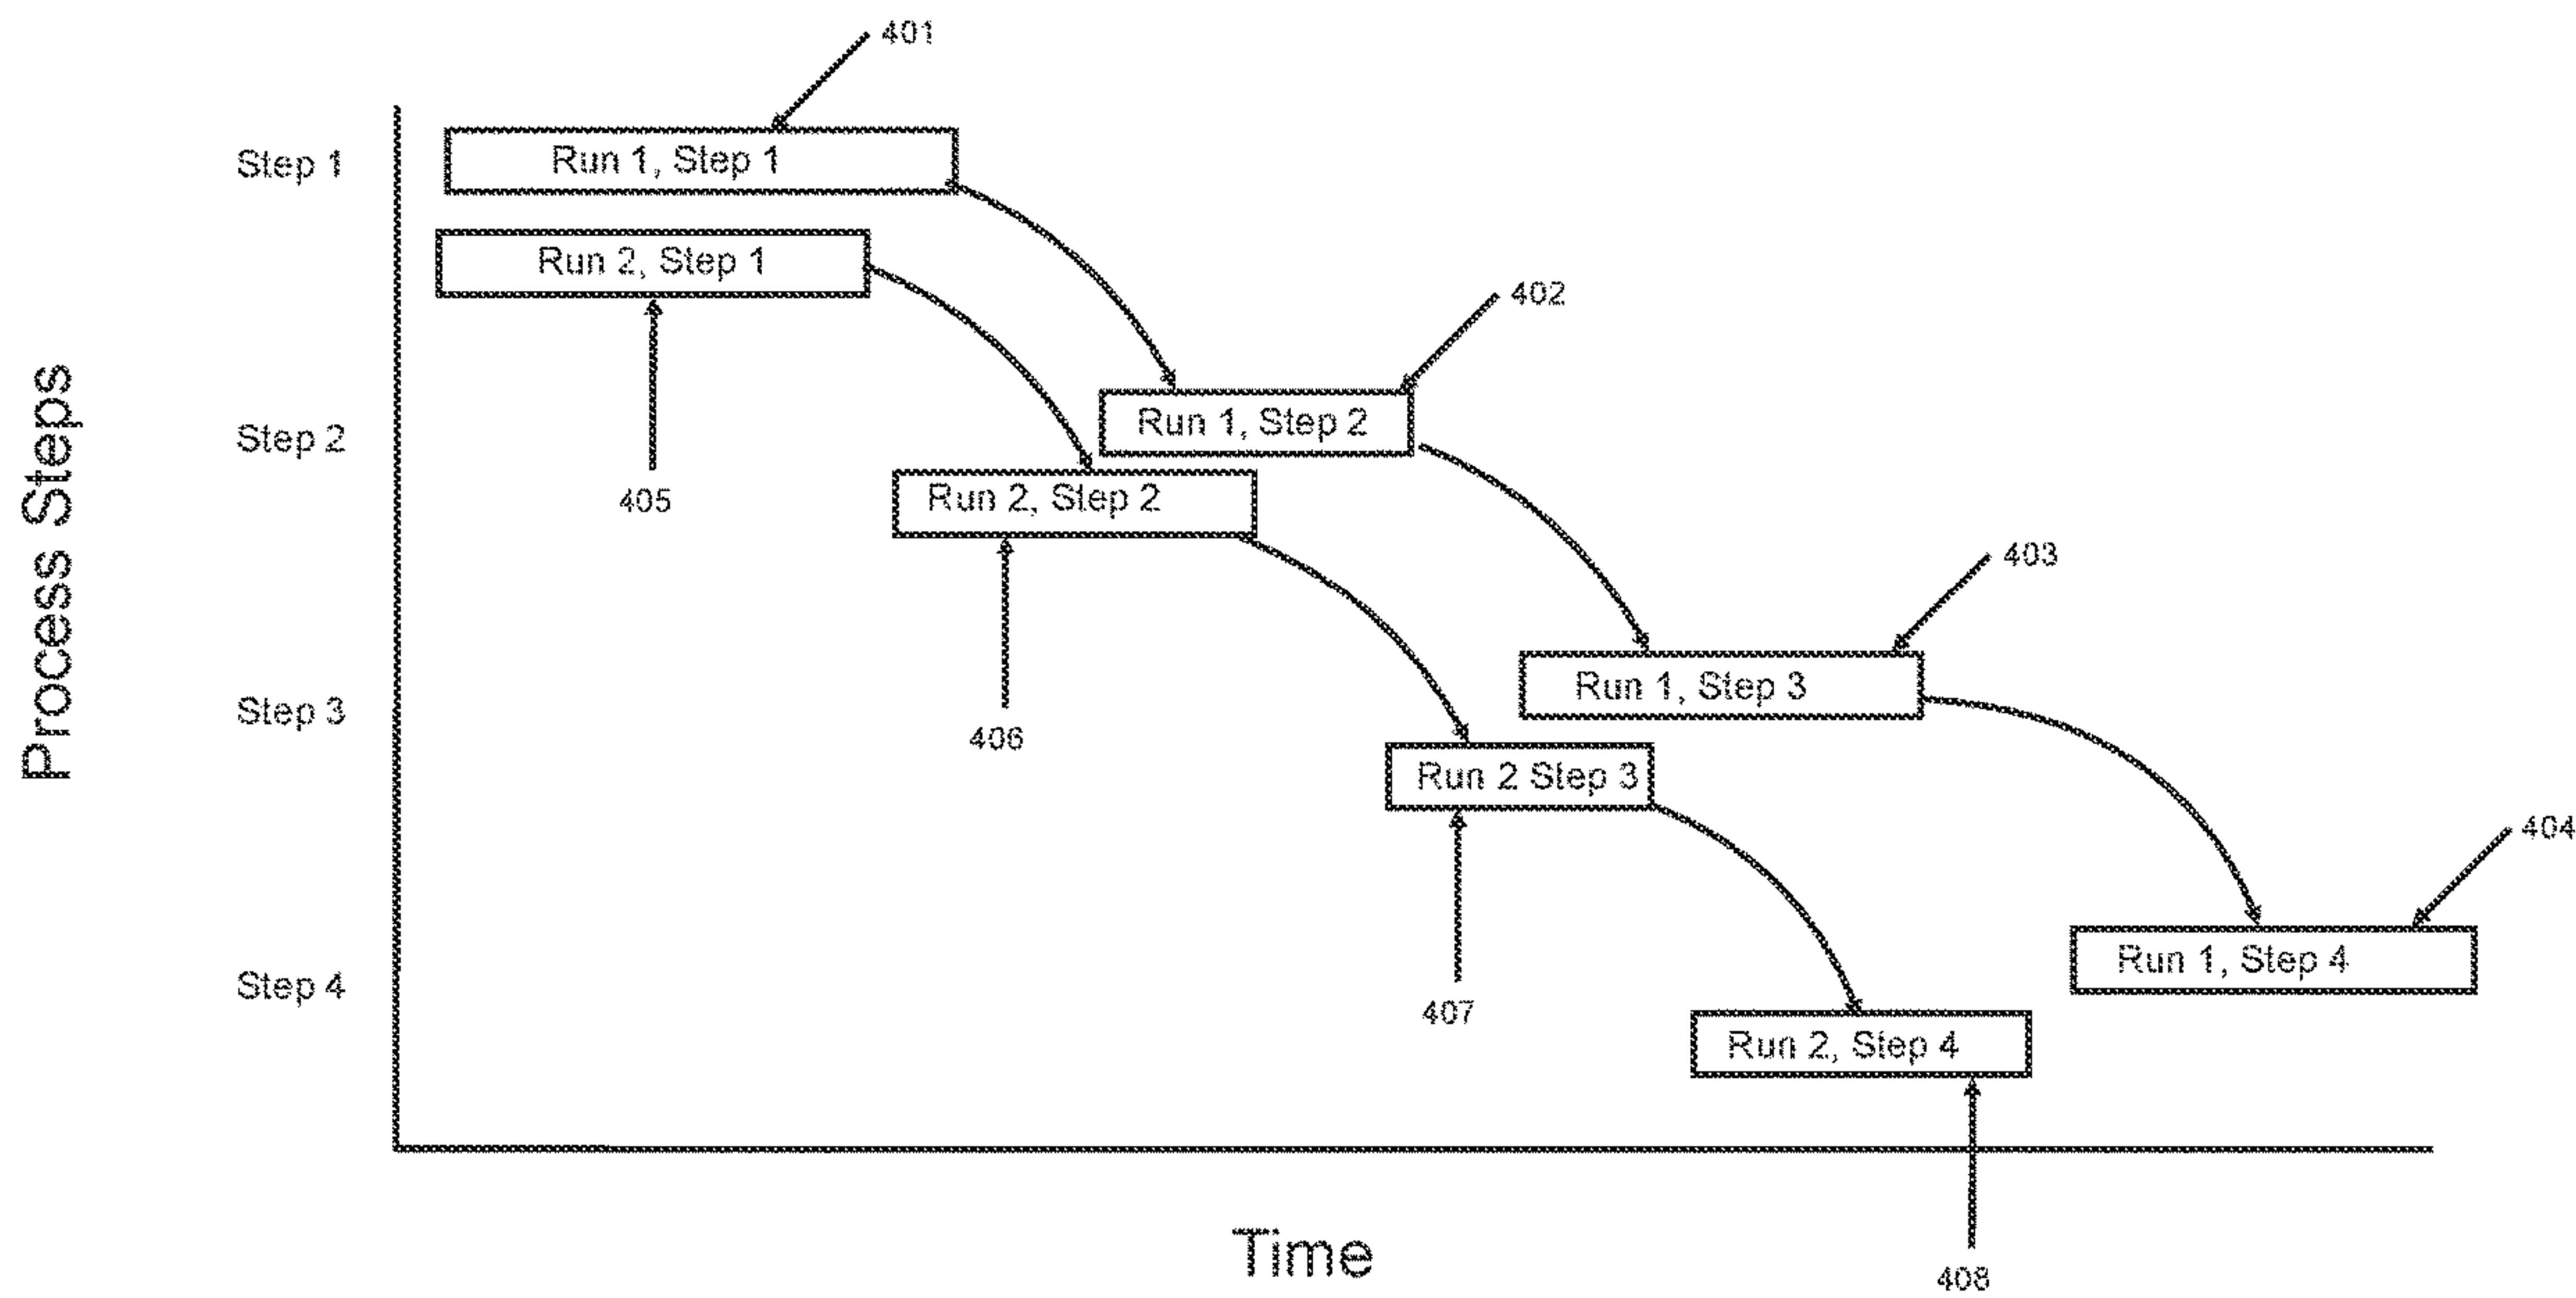 401
Step 1
Run 1, Step 1
Run 2, Step 1
402
Process Steps
Step 2
Run 1, Step 2
405
Run 2, Step 2
403
Step 3
Run 1, Step 3
406
Run 2 Step 3
404
Step 4
Run 1, Step 4
407
Run 2, Step 4
Time
408